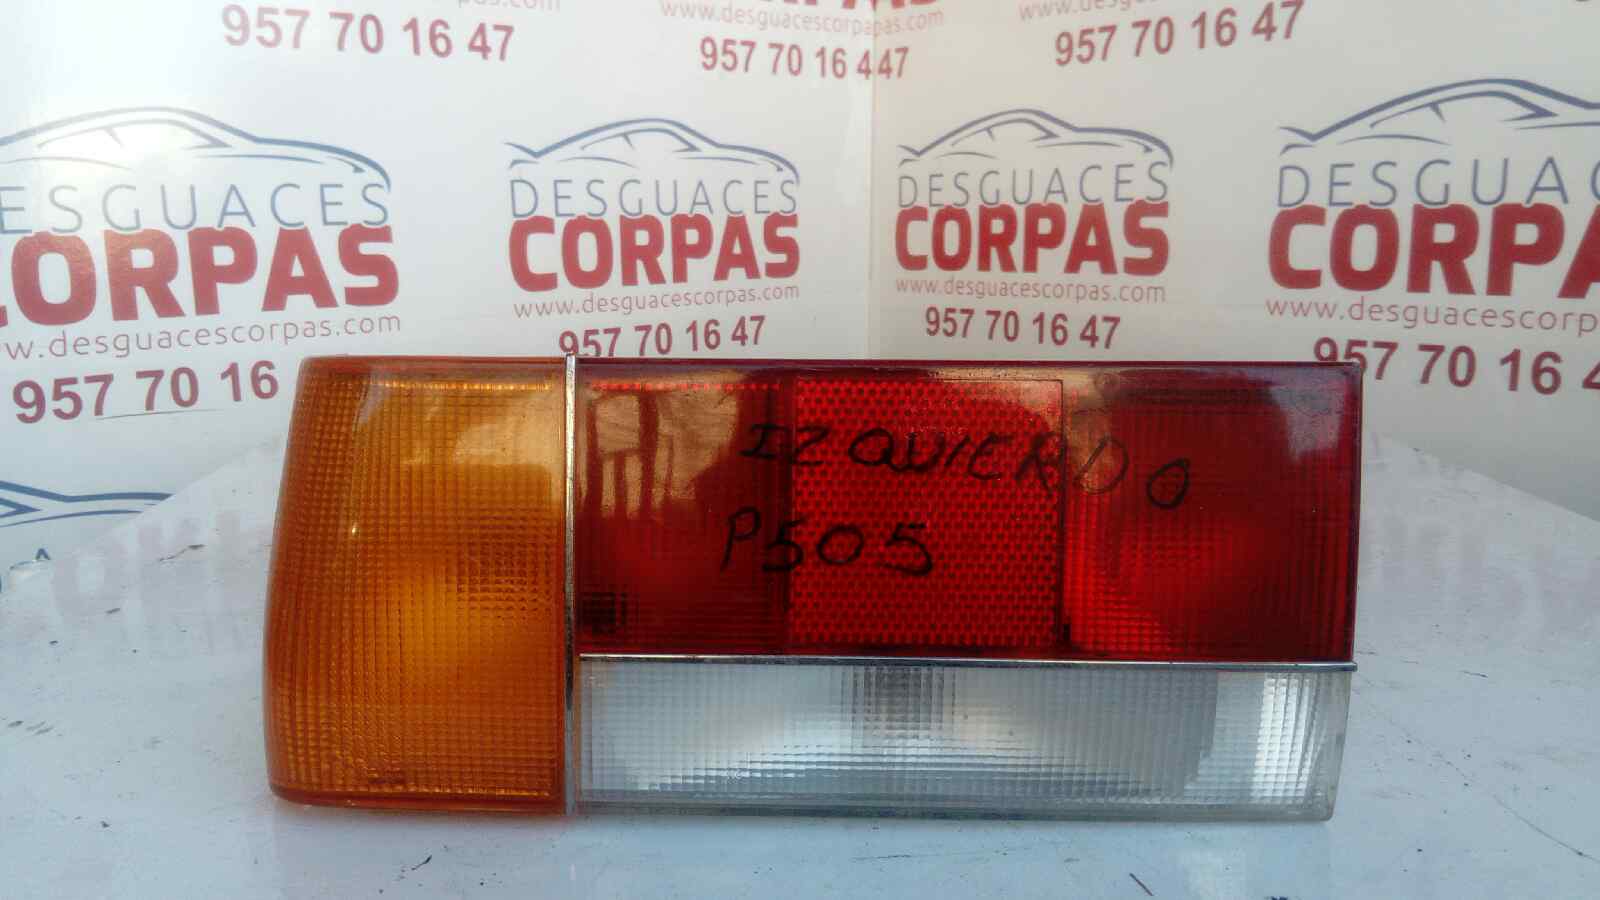 www.desguacescorpas.com
957 70 16 47
957 70 16 447
957 70 16 47
DESGUACES
CORPAS
www.desguacescorpas.com
957 70 16
DESGUACES
CORPAS
www.desguacescorpas.com
957 70 16 47
DESGUACES
CORPAS
www.desguacescorpas.com
957 70 16 47
DESGUAC
CORPA
www.desguacescorp
957 70 16 4
IZQUIERDO
P505